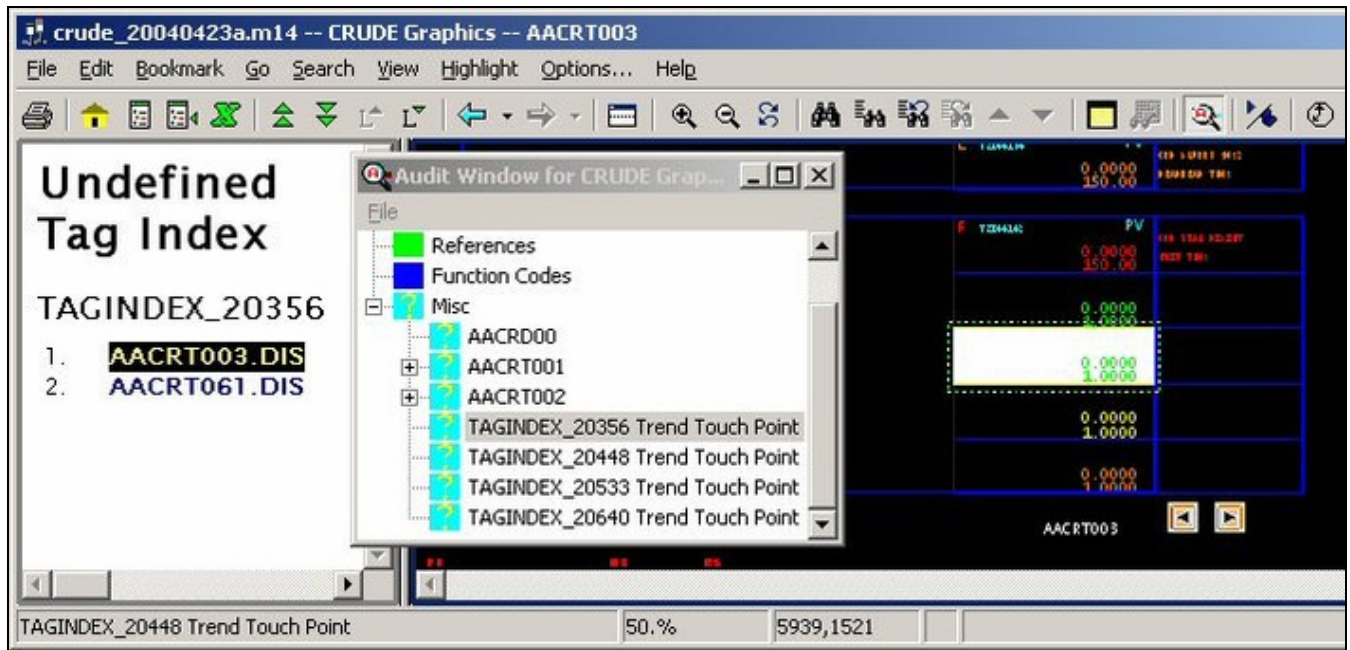 crude_20040423a.m14 -- CRUDE Graphics -- AACRT003
File Edit Bookmark Go Search View Highlight Options... Help
Undefined
Tag Index
TAGINDEX_20356
1. AACRT003.DIS
2. AACRT061.DIS
Audit Window for CRUDE Grap...
File
References
Function Codes
Misc
AACRD00
AACRT001
AACRT002
TAGINDEX_20356 Trend Touch Point
TAGINDEX_20448 Trend Touch Point
TAGINDEX_20533 Trend Touch Point
TAGINDEX_20640 Trend Touch Point
0.0000
150.00
PV
0.0000
150.00
0.0000
0.0000
1.0000
0.0000
1.0000
0.0000
1.0000
AACRT003
TAGINDEX_20448 Trend Touch Point 50.% 5939,1521